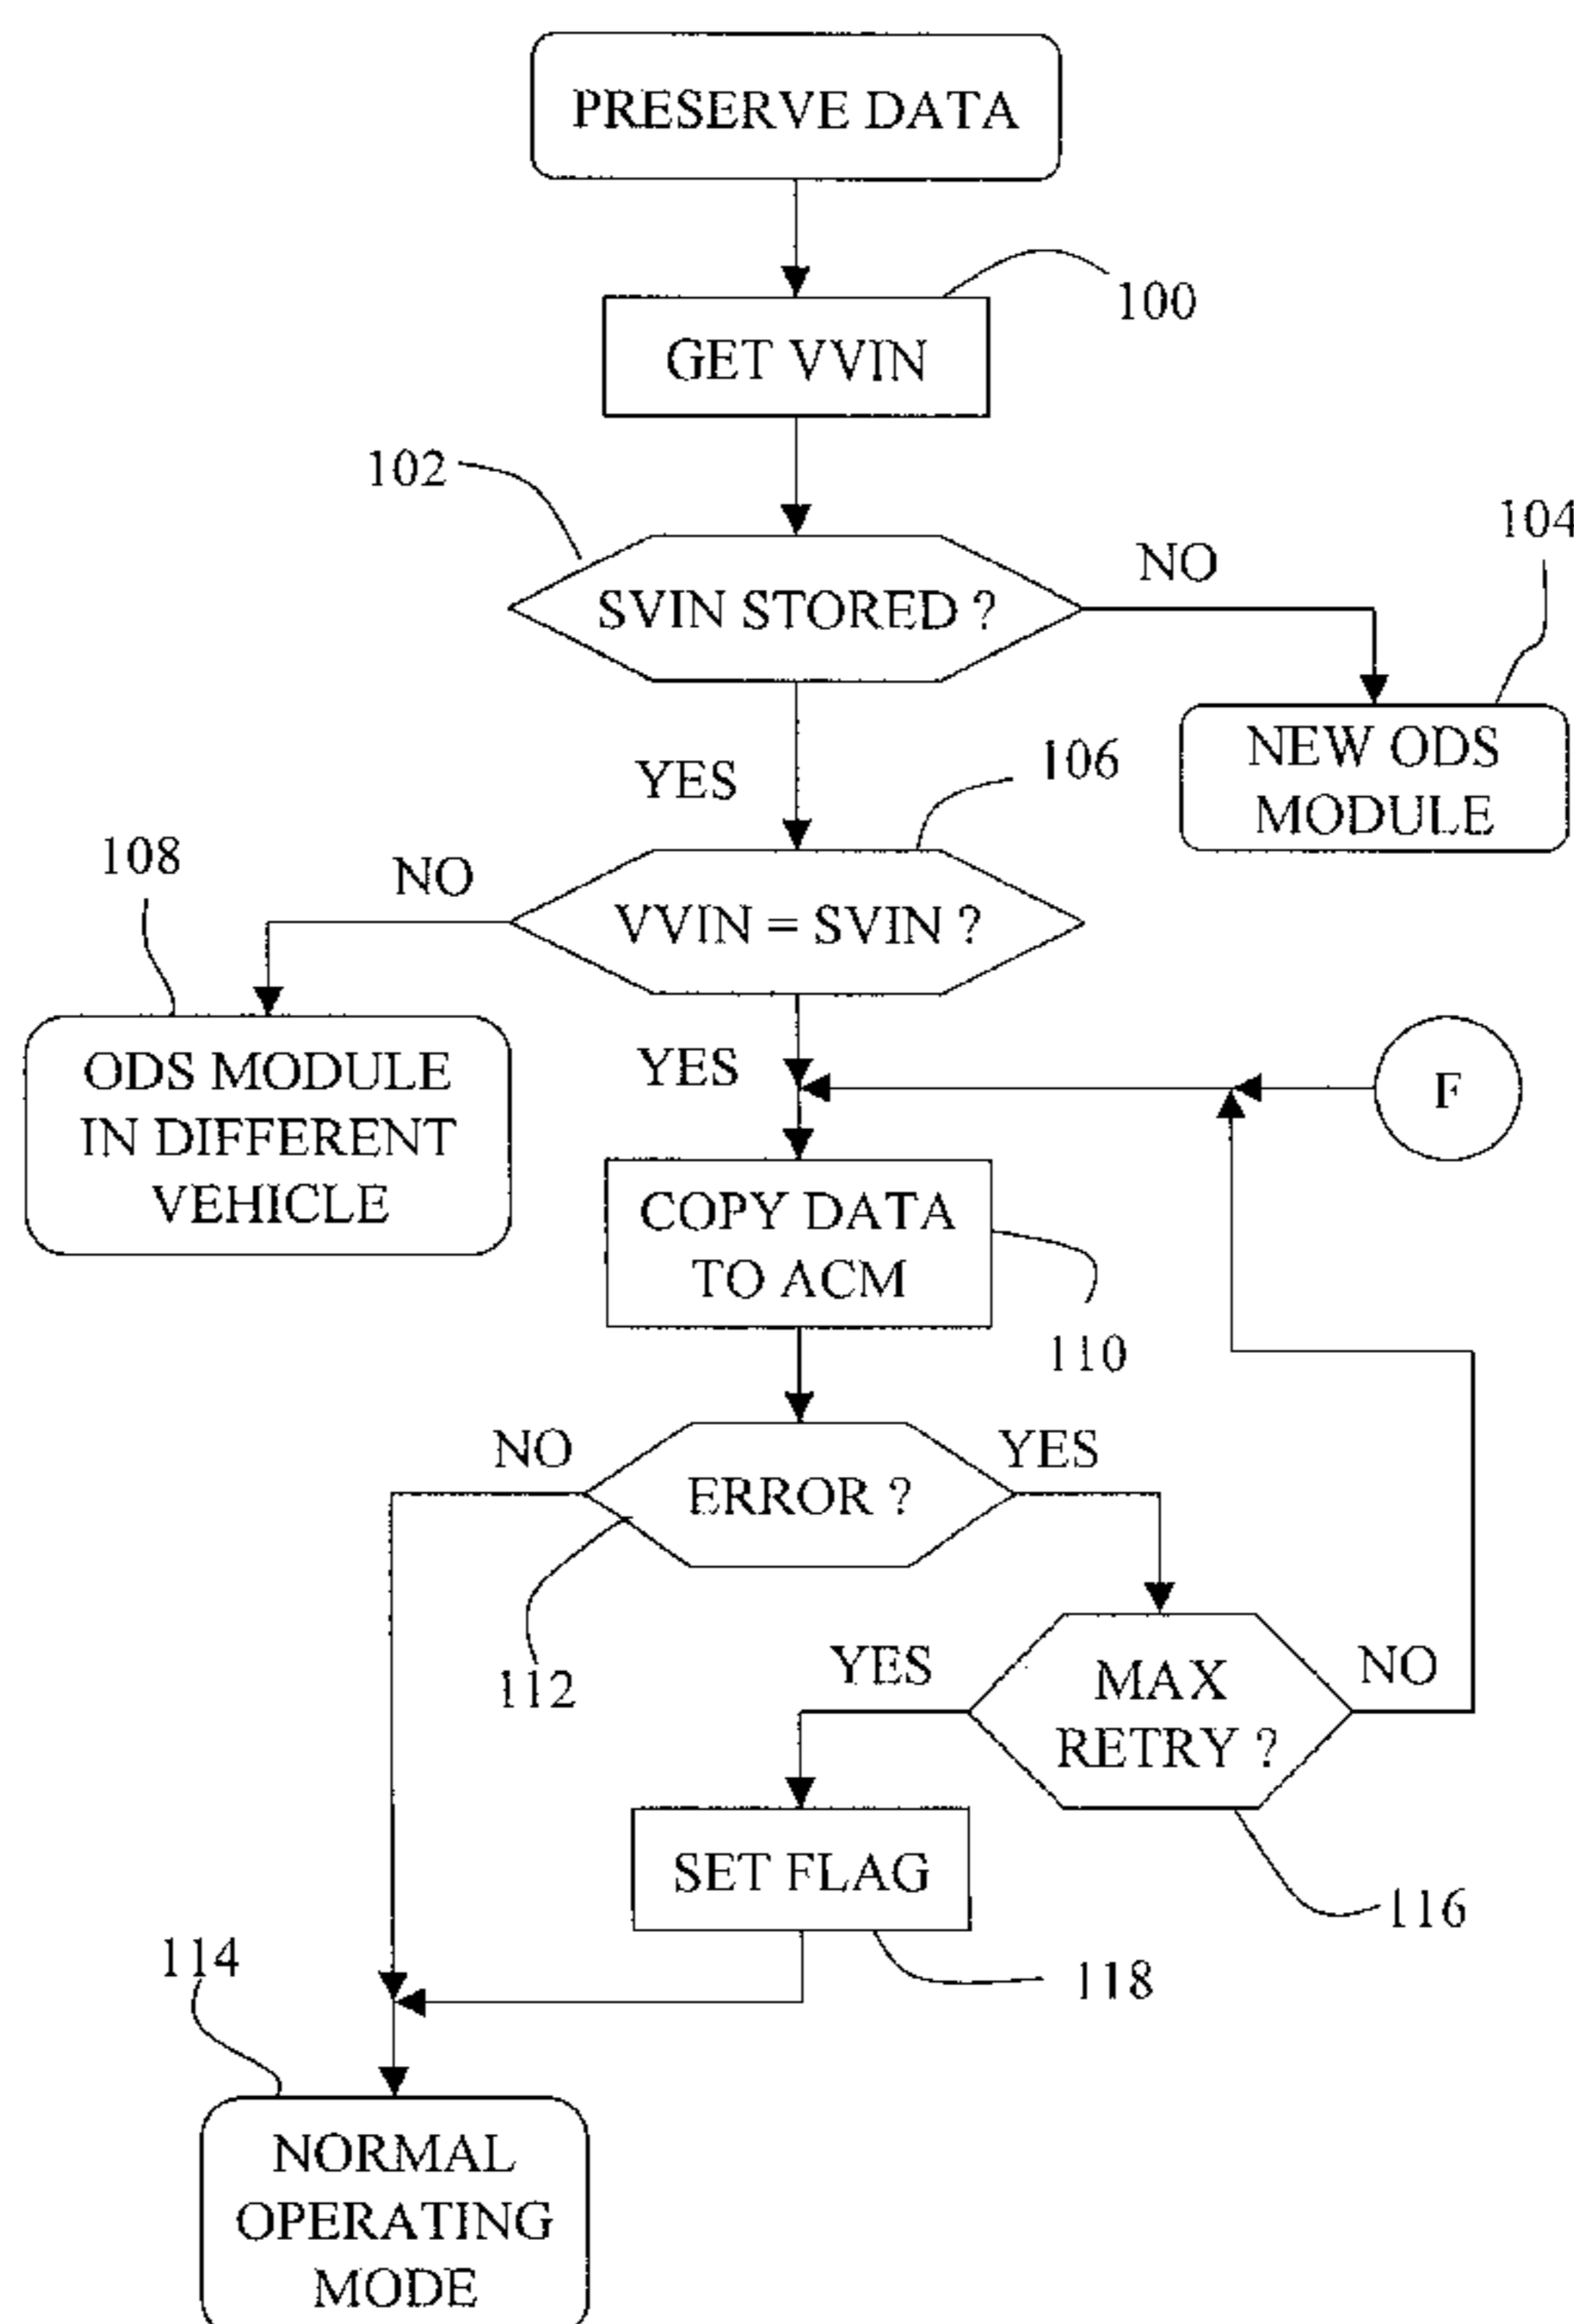 PRESERVE DATA
100
GET VVIN
102
104
NO
SVIN STORED ?
NEW ODS
MODULE
YES
106
108
NO
VVIN = SVIN ?
ODS MODULE
IN DIFFERENT
VEHICLE
YES
F
COPY DATA
TO ACM
110
NO
YES
ERROR ?
112
YES
MAX
RETRY ?
NO
SET FLAG
116
118
114
NORMAL
OPERATING
MODE